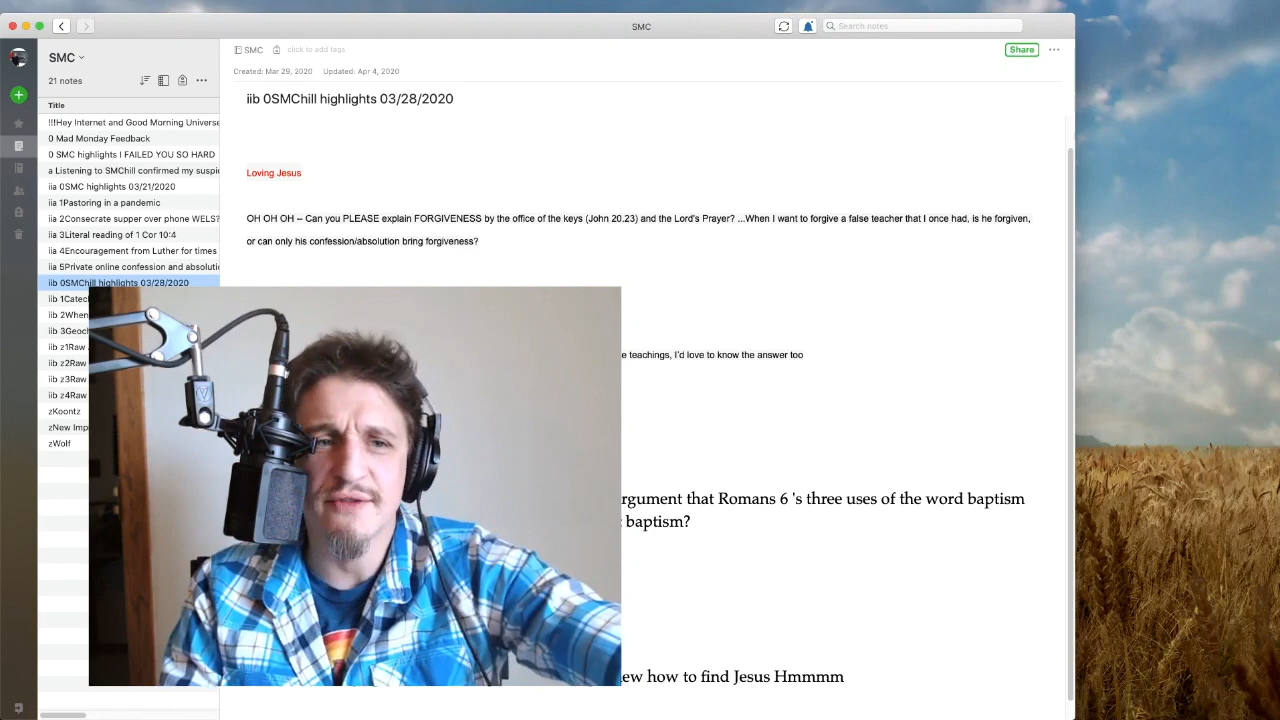 SMC
Search notes
SMC
21 notes
Title
!!!Hey Internet and Good Morning Universe
0 Mad Monday Feedback
0 SMC highlights I FAILED YOU SO HARD
a Listening to SMChill confirmed my suspic
iia 0SMC highlights 03/21/2020
iia 1Pastoring in a pandemic
iia 2Consecrate supper over phone WELS?
iia 3Literal reading of 1 Cor 10:4
iia 4Encouragement from Luther for times
iia 5Private online confession and absolutio
iib 0SMChill highlights 03/28/2020
iib 1Catec
iib 2When
iib 3Geoch
iib z1Raw
iib z2Raw
iib z3Raw
iib z4Raw
zKoontz
zNew Imp
zWolf
SMC click to add tags
Share
Created: Mar 29, 2020 Updated: Apr 4, 2020
iib 0SMChill highlights 03/28/2020
Loving Jesus
OH OH OH -- Can you PLEASE explain FORGIVENESS by the office of the keys (John 20.23) and the Lord's Prayer? ...When I want to forgive a false teacher that I once had, is he forgiven,
or can only his confession/absolution bring forgiveness?
e teachings, I'd love to know the answer too
rgument that Romans 6 's three uses of the word baptism
baptism?
ew how to find Jesus Hmmmm